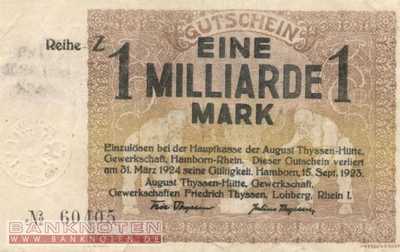 GUTSCHEIN
Reihe Z
1 EINE 1
MILLIARDE
MARK
Einzulösen bei der Hauptkasse der August Thyssen-Hütte,
Gewerkschaft, Hamborn-Rhein. Dieser Gutschein verliert
am 31. März 1924 seine Gültigkeit. Hamborn, 15. Sept. 1923.
August Thyssen-Hütte, Gewerkschaft,
Gewerkschaften Friedrich Thyssen, Lohberg, Rhein I.
№ 60405
BANKNOTEN
WWW.BANKNOTEN.DE